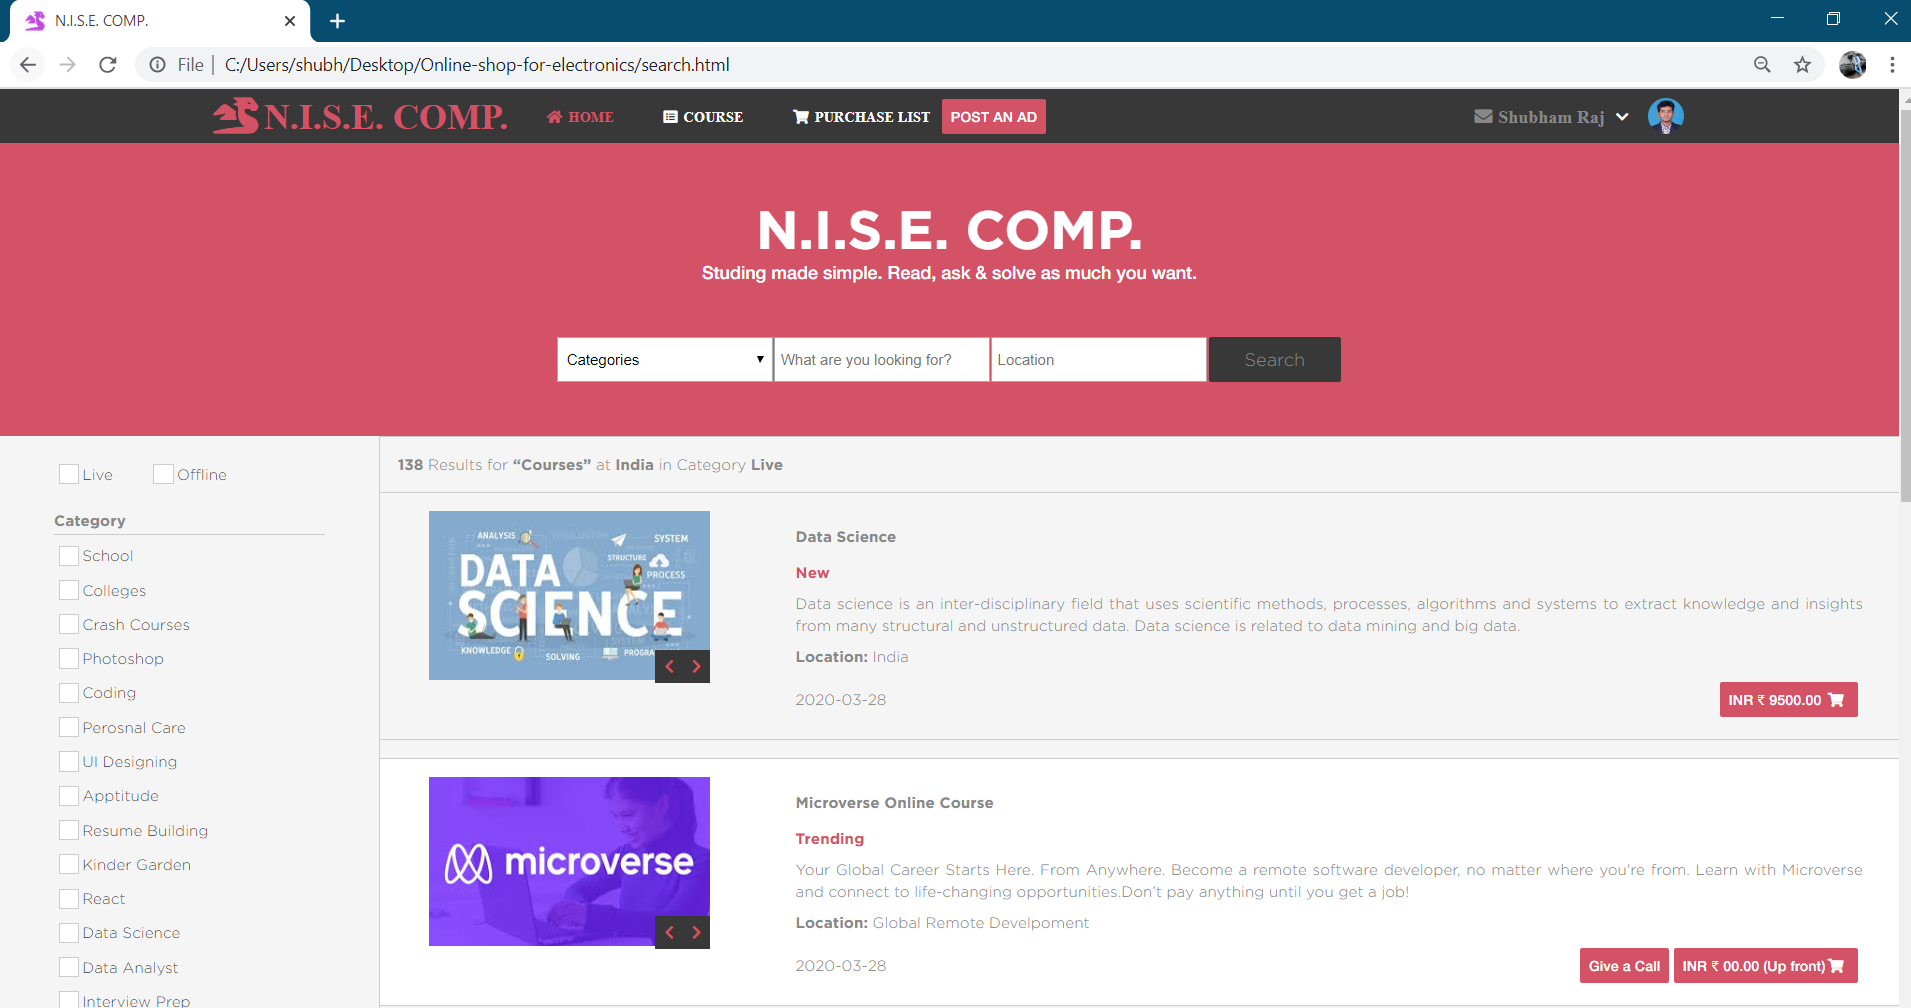 N.I.S.E. COMP.
File | C:/Users/shubh/Desktop/Online-shop-for-electronics/search.html
N.I.S.E. COMP. HOME COURSE PURCHASE LIST POST AN AD Shubham Raj
N.I.S.E. COMP.
Studing made simple. Read, ask & solve as much you want.
Categories What are you looking for? Location Search
Live Offline
Category
School
Colleges
Crash Courses
Photoshop
Coding
Perosnal Care
UI Designing
Apptitude
Resume Building
Kinder Garden
React
Data Science
Data Analyst
Interview Prep
138 Results for “Courses” at India in Category Live
ANALYSIS SYSTEM
STRUCTURE
DATA PROCESS
SCIENCE
KNOWLEDGE SOLVING PROGRA
Data Science
New
Data science is an inter-disciplinary field that uses scientific methods, processes, algorithms and systems to extract knowledge and insights
from many structural and unstructured data. Data science is related to data mining and big data.
Location: India
2020-03-28 INR ₹ 9500.00
microverse
Microverse Online Course
Trending
Your Global Career Starts Here. From Anywhere. Become a remote software developer, no matter where you're from. Learn with Microverse
and connect to life-changing opportunities.Don’t pay anything until you get a job!
Location: Global Remote Develpoment
2020-03-28 Give a Call INR ₹ 00.00 (Up front)